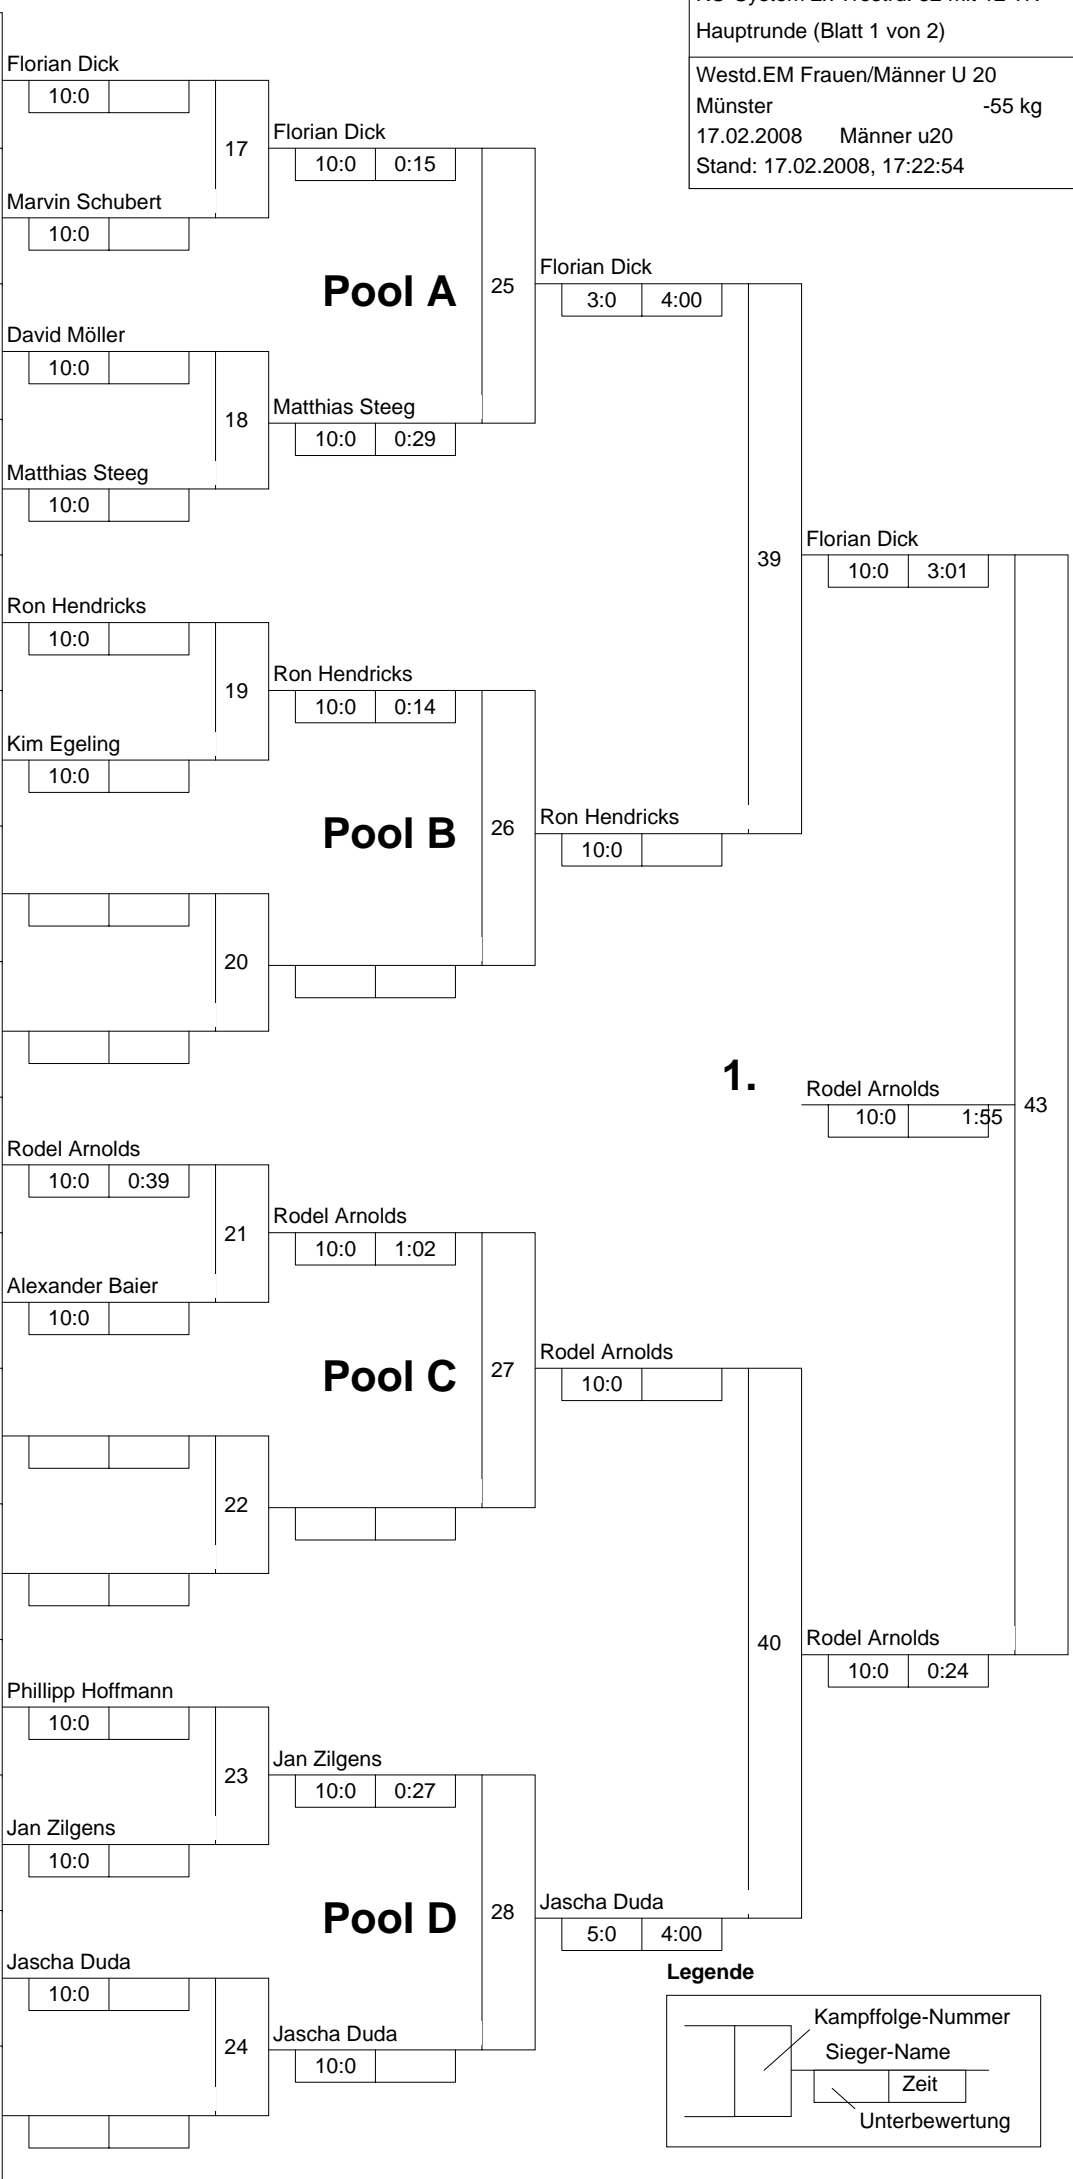 Hauptrunde (Blatt 1 von 2)
Westd.EM Frauen/Männer U 20
Münster -55 kg
17.02.2008 Männer u20
Stand: 17.02.2008, 17:22:54
Florian Dick
10:0
17
Florian Dick
10:0 0:15
Marvin Schubert
10:0
Pool A
25
Florian Dick
3:0 4:00
David Möller
10:0
18
Matthias Steeg
10:0 0:29
Matthias Steeg
10:0
39
Florian Dick
10:0 3:01
Ron Hendricks
10:0
19
Ron Hendricks
10:0 0:14
Kim Egeling
10:0
Pool B
26
Ron Hendricks
10:0
20
1.
Rodel Arnolds
10:0 1:55
43
Rodel Arnolds
10:0 0:39
21
Rodel Arnolds
10:0 1:02
Alexander Baier
10:0
Pool C
27
Rodel Arnolds
10:0
22
40
Rodel Arnolds
10:0 0:24
Phillipp Hoffmann
10:0
23
Jan Zilgens
10:0 0:27
Jan Zilgens
10:0
Pool D
28
Jascha Duda
5:0 4:00
Jascha Duda
10:0
24
Jascha Duda
10:0
Legende
Kampffolge-Nummer
Sieger-Name
Zeit
Unterbewertung